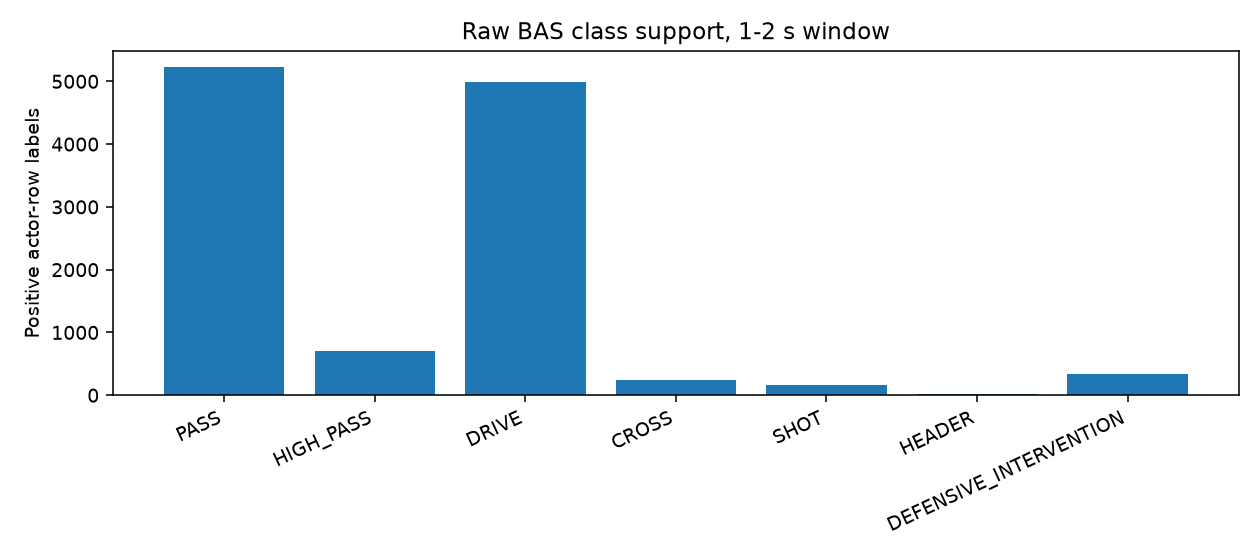 Raw BAS class support, 1-2 s window
Positive actor-row labels
5000
4000
3000
2000
1000
0
PASS
HIGH_PASS
DRIVE
CROSS
SHOT
HEADER
DEFENSIVE_INTERVENTION